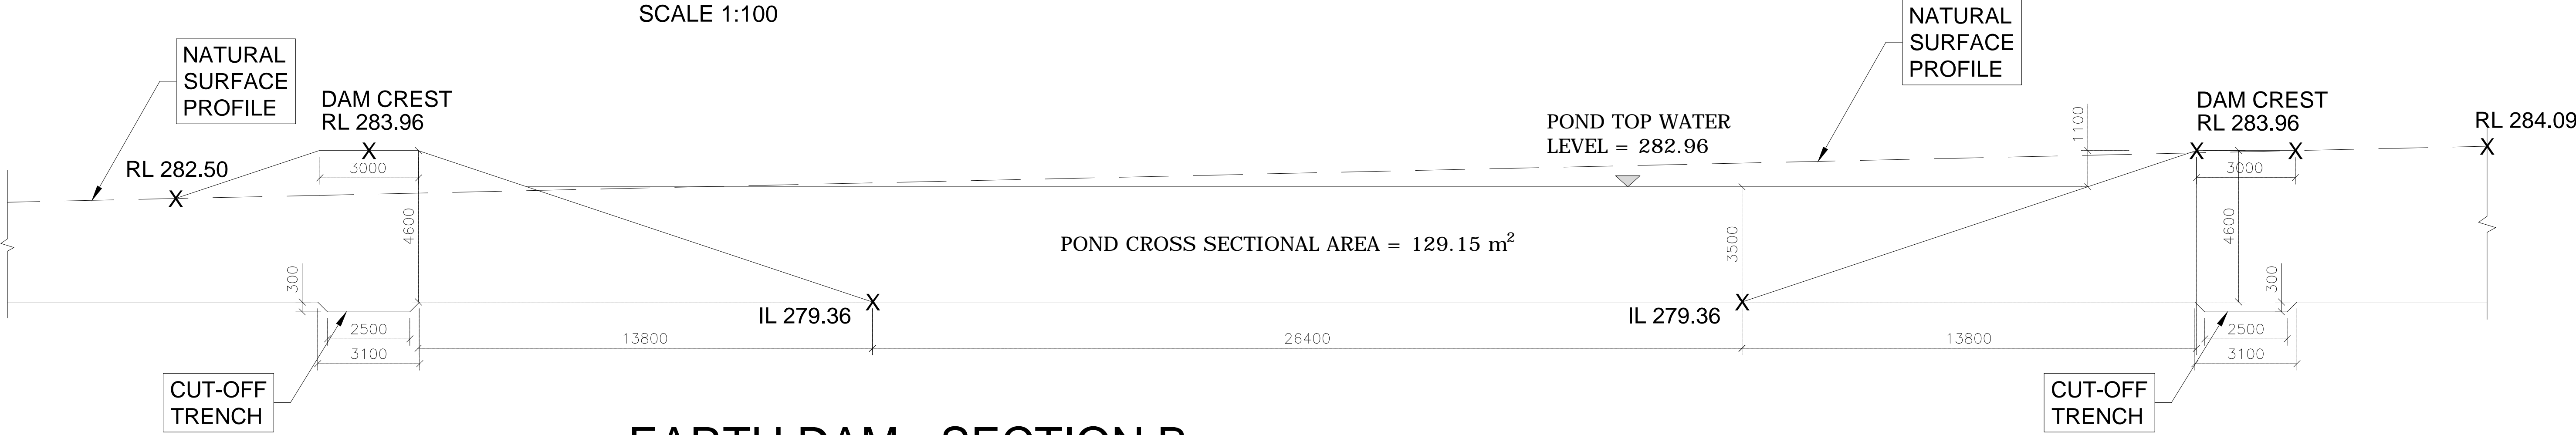 SCALE 1:100
NATURAL
SURFACE
PROFILE
NATURAL
SURFACE
PROFILE
DAM CREST
RL 283.96
RL 282.50
3000
POND TOP WATER
LEVEL = 282.96
1100
DAM CREST
RL 283.96
RL 284.09
3000
4600
POND CROSS SECTIONAL AREA = 129.15 m²
3500
4600
300
300
IL 279.36
IL 279.36
2500
3100
13800
26400
13800
2500
3100
CUT-OFF
TRENCH
CUT-OFF
TRENCH
EARTH DAM - SECTION B